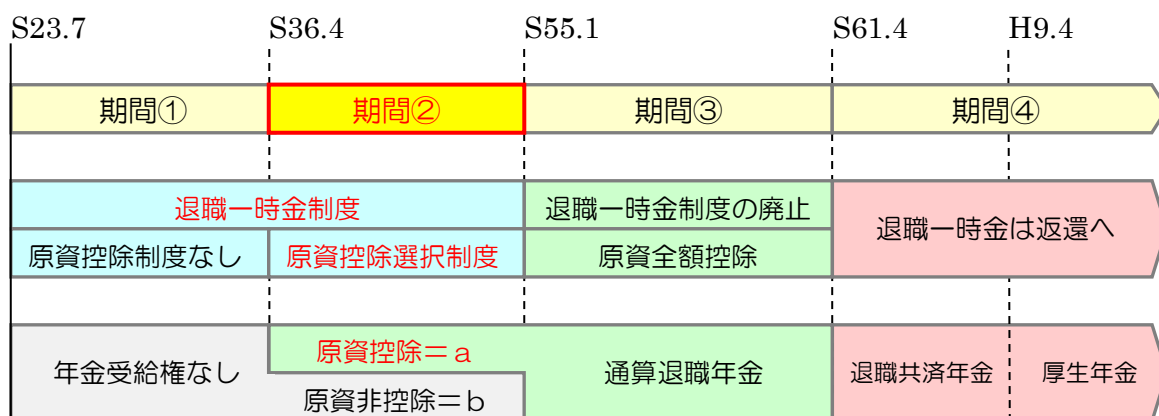 S23.7 S36.4 S55.1 S61.4 H9.4
期間① 期間② 期間③ 期間④
退職一時金制度 退職一時金制度の廃止
退職一時金は返還へ
原資控除制度なし 原資控除選択制度 原資全額控除
原資控除＝a
年金受給権なし 通算退職年金 退職共済年金 厚生年金
原資非控除＝b